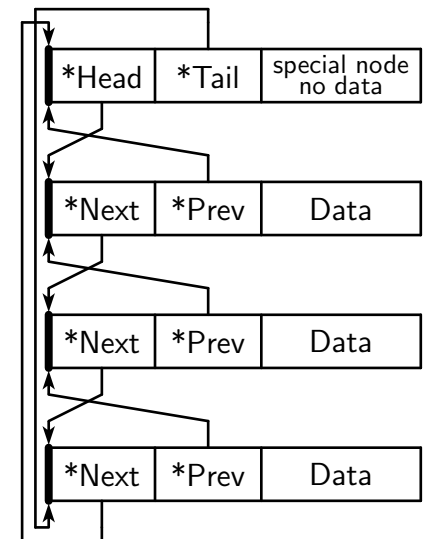 *Head *Tail special node
no data
*Next *Prev Data
*Next *Prev Data
*Next *Prev Data